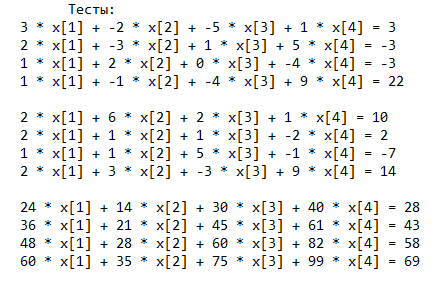 Тесты:
3 * x[1] + -2 * x[2] + -5 * x[3] + 1 * x[4] = 3
2 * x[1] + -3 * x[2] + 1 * x[3] + 5 * x[4] = -3
1 * x[1] + 2 * x[2] + 0 * x[3] + -4 * x[4] = -3
1 * x[1] + -1 * x[2] + -4 * x[3] + 9 * x[4] = 22
2 * x[1] + 6 * x[2] + 2 * x[3] + 1 * x[4] = 10
2 * x[1] + 1 * x[2] + 1 * x[3] + -2 * x[4] = 2
1 * x[1] + 1 * x[2] + 5 * x[3] + -1 * x[4] = -7
2 * x[1] + 3 * x[2] + -3 * x[3] + 9 * x[4] = 14
24 * x[1] + 14 * x[2] + 30 * x[3] + 40 * x[4] = 28
36 * x[1] + 21 * x[2] + 45 * x[3] + 61 * x[4] = 43
48 * x[1] + 28 * x[2] + 60 * x[3] + 82 * x[4] = 58
60 * x[1] + 35 * x[2] + 75 * x[3] + 99 * x[4] = 69